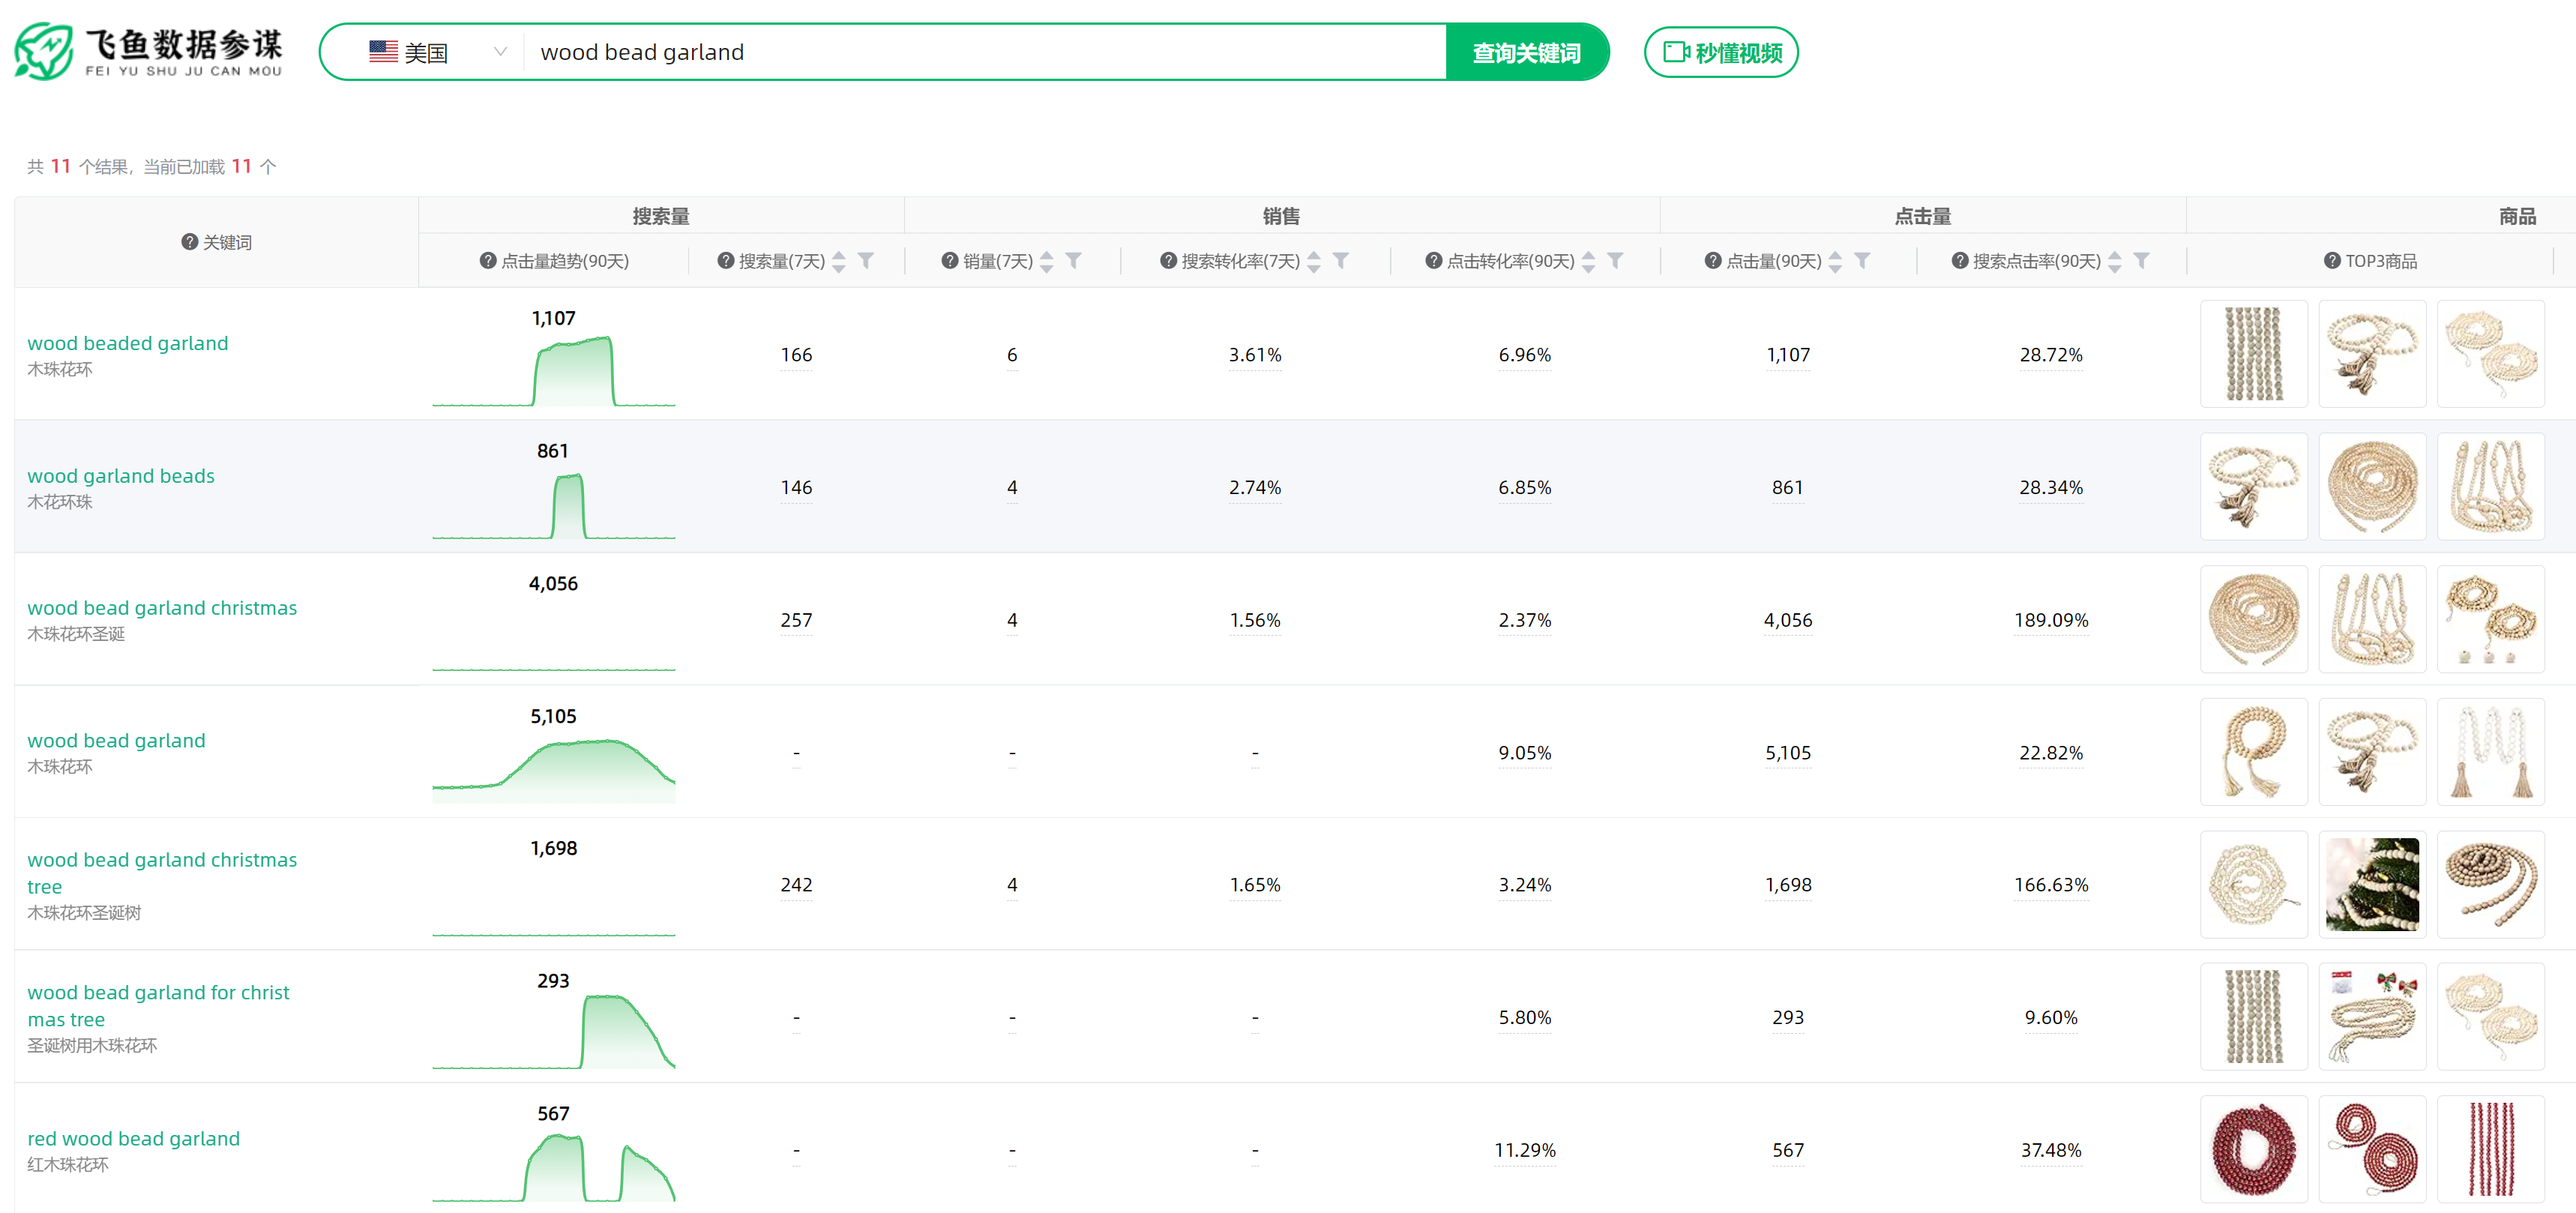 飞鱼数据参谋
FEI YU SHU JU CAN MOU
美国
wood bead garland
查询关键词
秒懂视频
共 11 个结果，当前已加载 11 个
关键词
搜索量
销售
点击量
商品
点击量趋势(90天)
搜索量(7天)
销量(7天)
搜索转化率(7天)
点击转化率(90天)
点击量(90天)
搜索点击率(90天)
TOP3商品
wood beaded garland
木珠花环
1,107
166
6
3.61%
6.96%
1,107
28.72%
wood garland beads
木花环珠
861
146
4
2.74%
6.85%
861
28.34%
wood bead garland christmas
木珠花环圣诞
4,056
257
4
1.56%
2.37%
4,056
189.09%
wood bead garland
木珠花环
5,105
-
-
-
9.05%
5,105
22.82%
wood bead garland christmas
tree
木珠花环圣诞树
1,698
242
4
1.65%
3.24%
1,698
166.63%
wood bead garland for christ
mas tree
圣诞树用木珠花环
293
-
-
-
5.80%
293
9.60%
red wood bead garland
红木珠花环
567
-
-
-
11.29%
567
37.48%